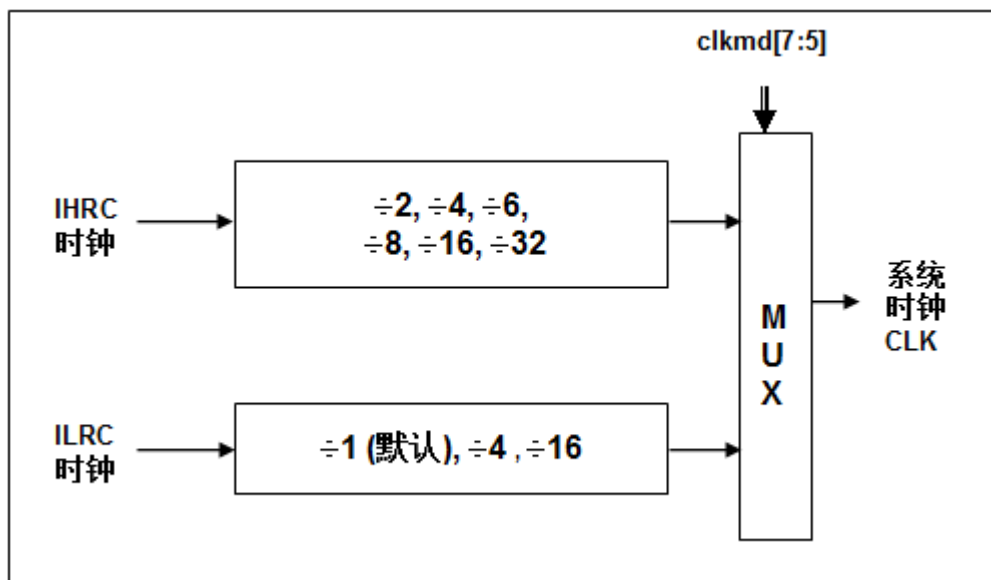 clkmd[7:5]
IHRC
时钟
÷2, ÷4, ÷6,
÷8, ÷16, ÷32
M
U
X
系统
时钟
CLK
ILRC
时钟
÷1 (默认), ÷4 , ÷16